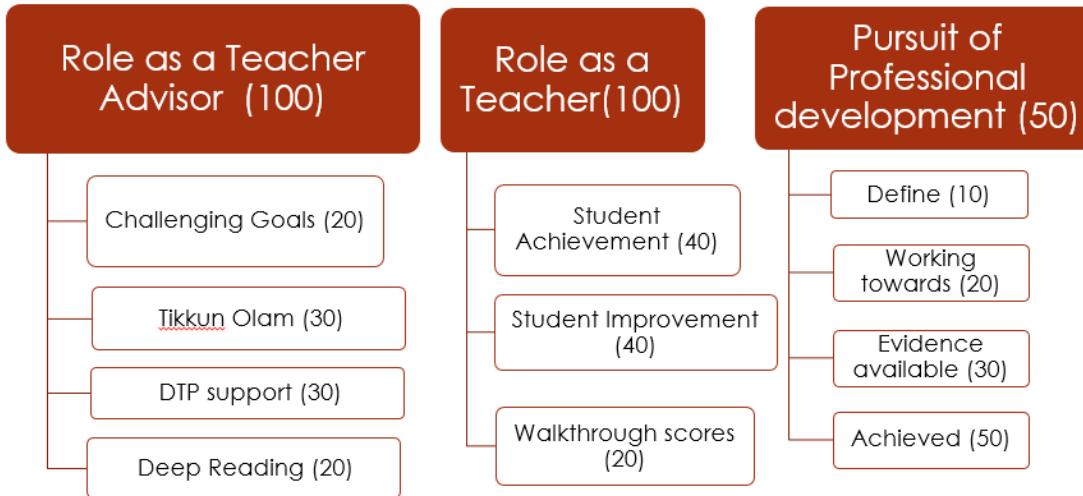 Role as a Teacher
Advisor (100)
Challenging Goals (20)
Tikkun Olam (30)
DTP support (30)
Deep Reading (20)
Role as a
Teacher(100)
Student
Achievement (40)
Student Improvement
(40)
Walkthrough scores
(20)
Pursuit of
Professional
development (50)
Define (10)
Working
towards (20)
Evidence
available (30)
Achieved (50)